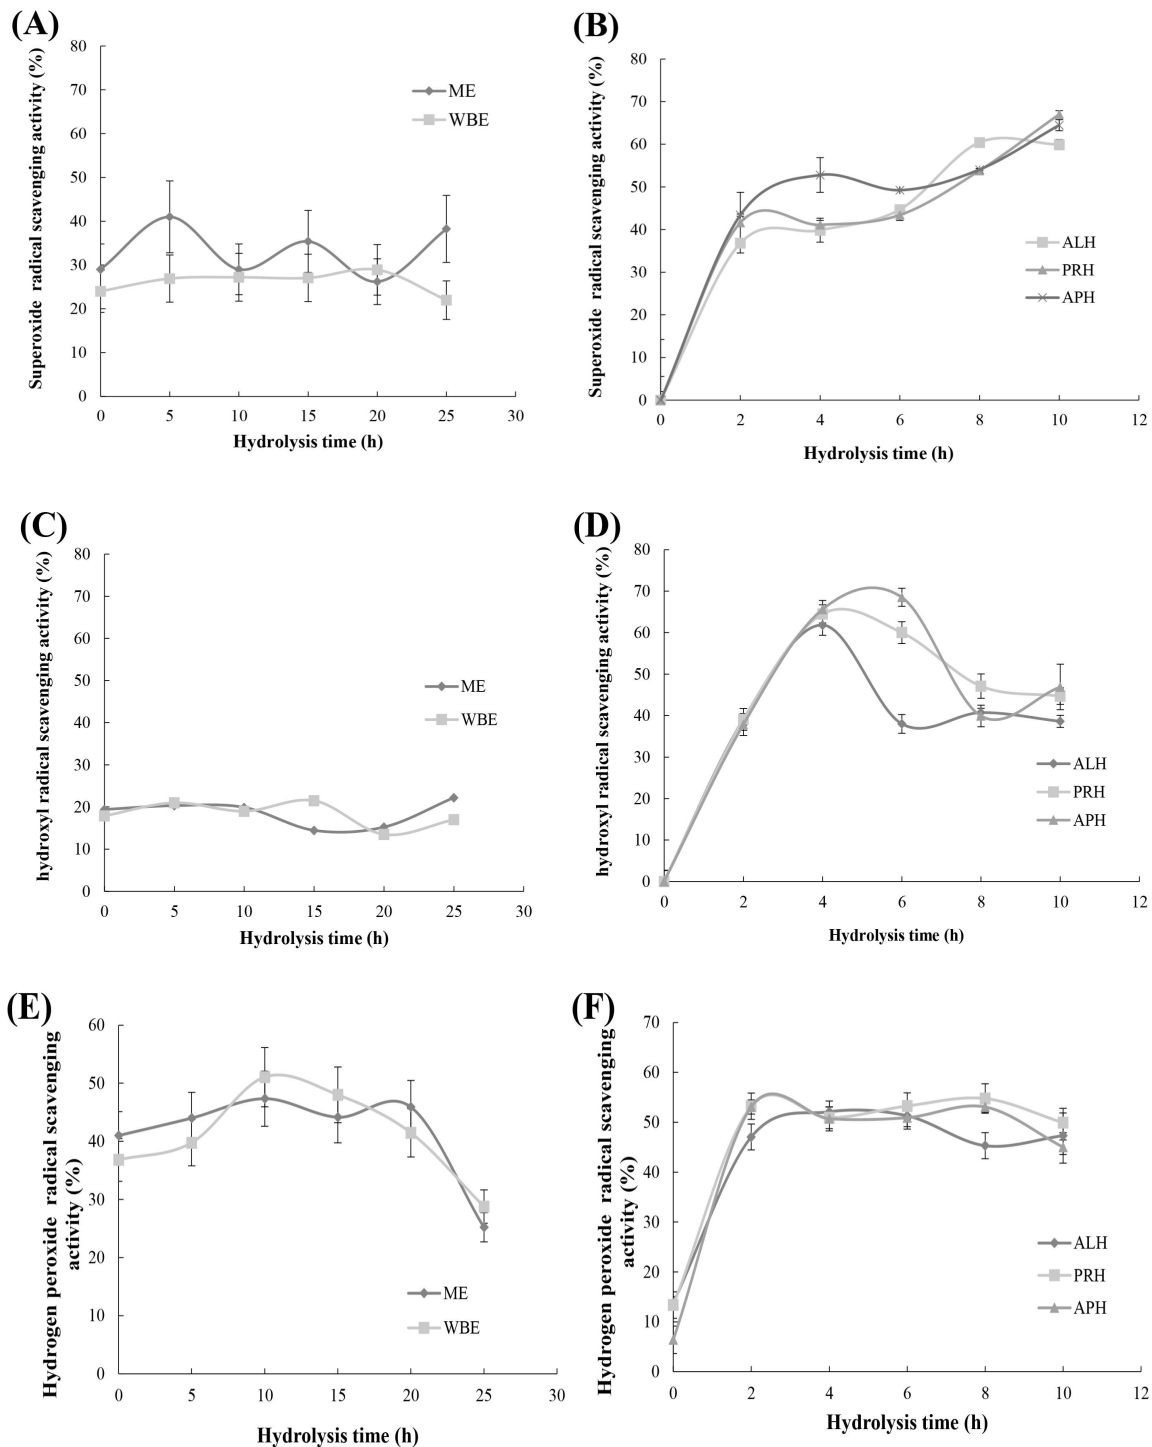 (A)
Superoxide radical scavenging activity (%)
80
70
60
50
40
30
20
10
0
0 5 10 15 20 25 30
Hydrolysis time (h)
ME
WBE
(B)
Superoxide radical scavenging activity (%)
80
70
60
50
40
30
20
10
0
0 2 4 6 8 10 12
Hydrolysis time (h)
ALH
PRH
APH
(C)
hydroxyl radical scavenging activity (%)
80
70
60
50
40
30
20
10
0
0 5 10 15 20 25 30
Hydrolysis time (h)
ME
WBE
(D)
hydroxyl radical scavenging activity (%)
80
70
60
50
40
30
20
10
0
0 2 4 6 8 10 12
Hydrolysis time (h)
ALH
PRH
APH
(E)
Hydrogen peroxide radical scavenging
activity (%)
60
50
40
30
20
10
0
0 5 10 15 20 25 30
Hydrolysis time (h)
ME
WBE
(F)
Hydrogen peroxide radical scavenging
activity (%)
70
60
50
40
30
20
10
0
0 2 4 6 8 10 12
Hydrolysis time (h)
ALH
PRH
APH